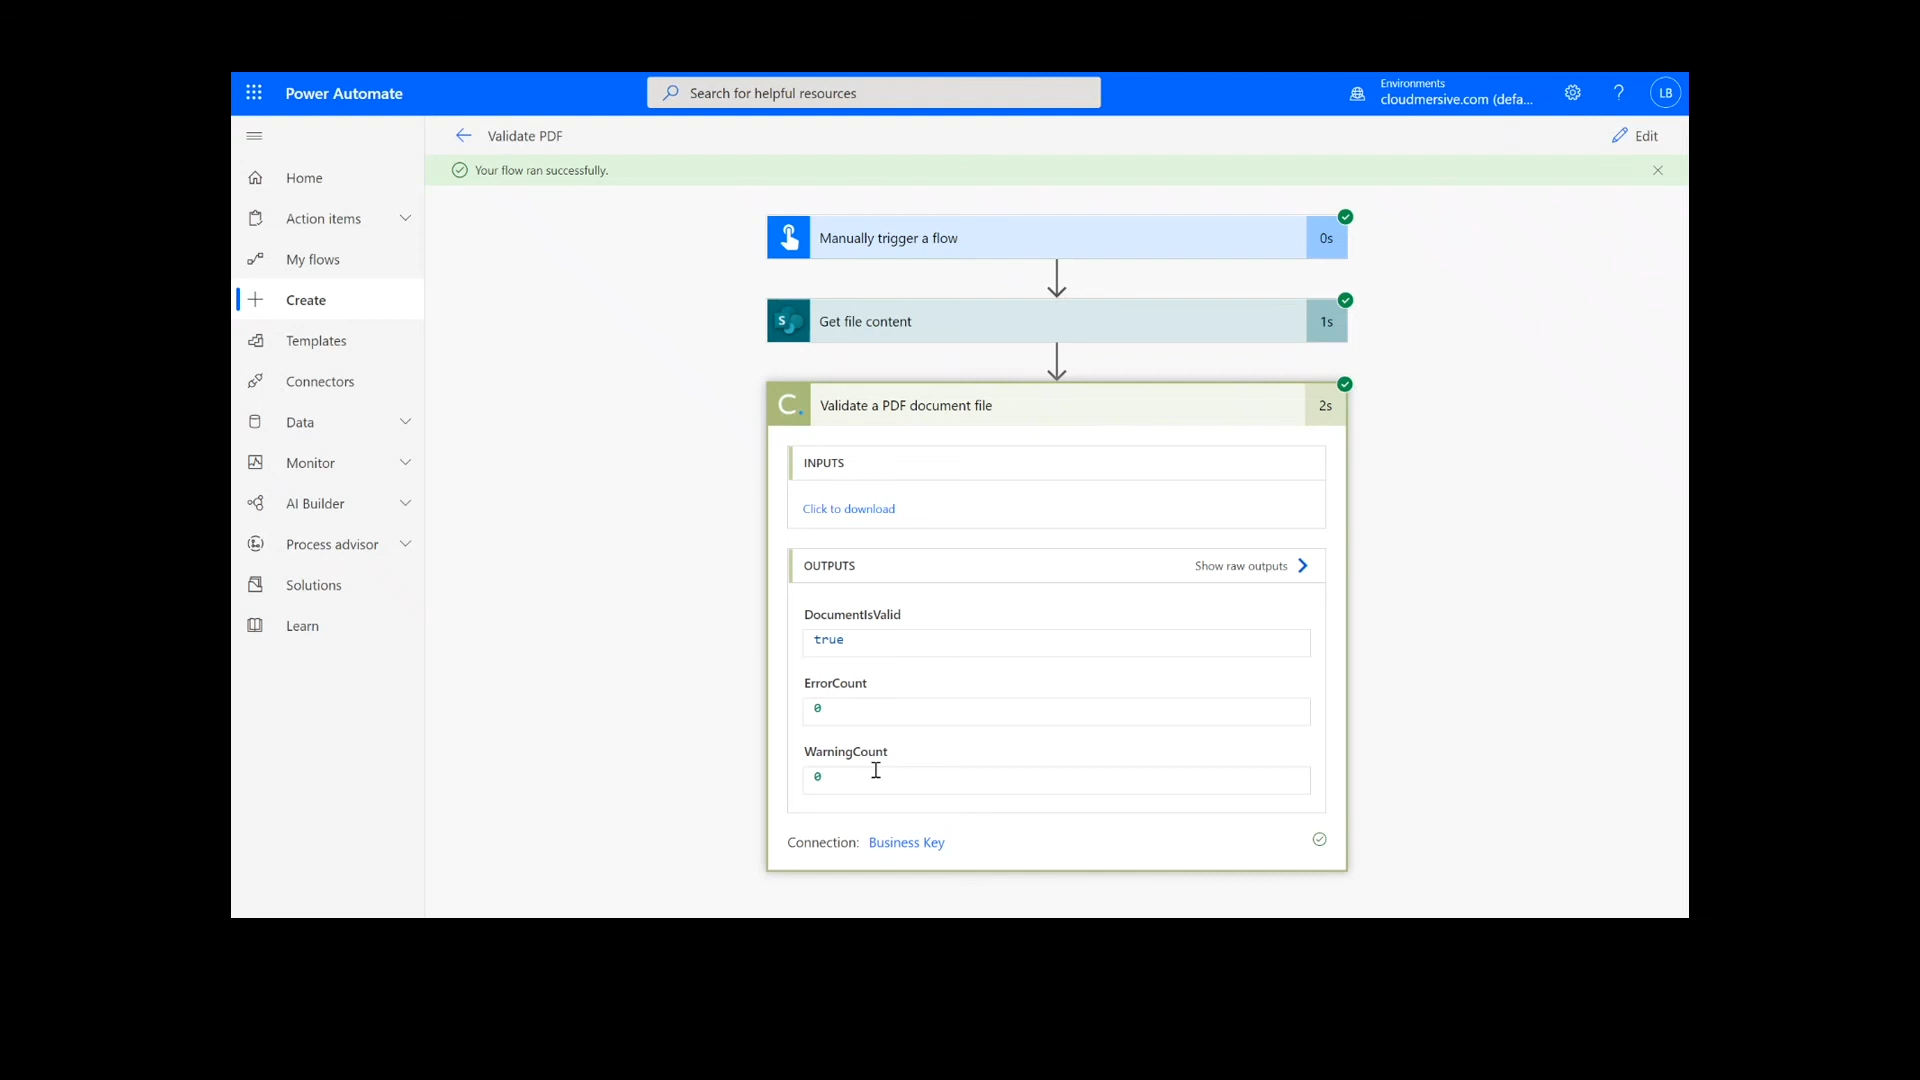 Power Automate
Search for helpful resources
Environments
cloudmersive.com (defa...
?
LB
Validate PDF
Edit
Your flow ran successfully.
Home
Action items
My flows
Create
Templates
Connectors
Data
Monitor
AI Builder
Process advisor
Solutions
Learn
Manually trigger a flow
0s
S
Get file content
1s
C.
Validate a PDF document file
2s
INPUTS
Click to download
OUTPUTS
Show raw outputs
DocumentIsValid
true
ErrorCount
0
WarningCount
0
Connection: Business Key